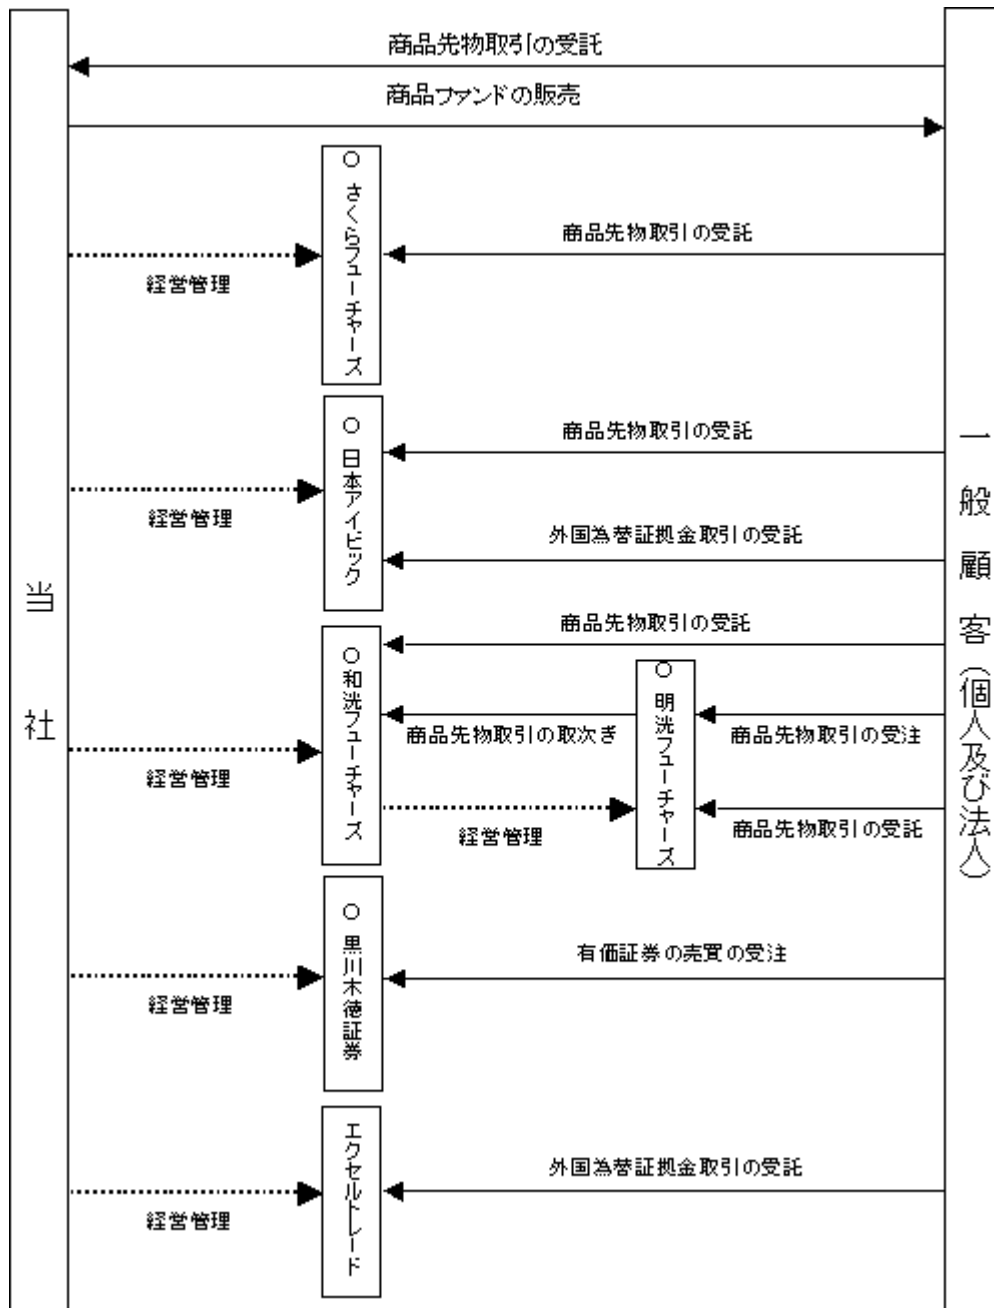 商品先物取引の受託
商品ファンドの販売
○ さくらフューチャーズ
商品先物取引の受託
経営管理
○ 日本アイビック
商品先物取引の受託
経営管理
外国為替証拠金取引の受託
当社
一般顧客(個人及び法人)
商品先物取引の受託
○ 和洸フューチャーズ
○ 明洸フューチャーズ
商品先物取引の取次ぎ
商品先物取引の受注
経営管理
経営管理
商品先物取引の受託
○ 黒川木徳証券
有価証券の売買の受注
経営管理
エクセルトレード
外国為替証拠金取引の受託
経営管理